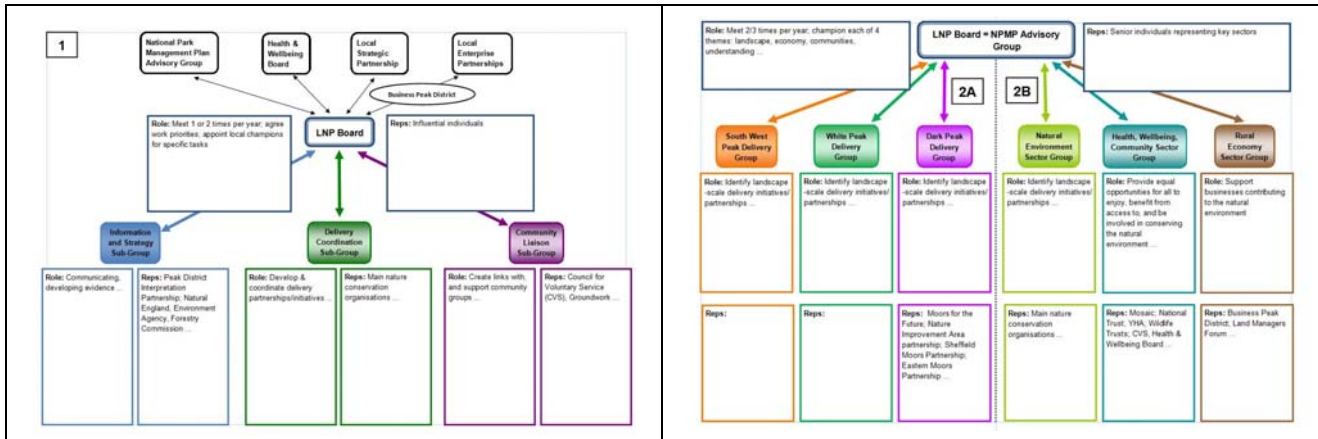 1
National Park
Management Plan
Advisory Group
Health &
Wellbeing
Board
Local
Strategic
Partnership
Local
Enterprise
Partnerships
Business Peak District
Role: Meet 1 or 2 times per year; agree
work priorities; appoint local champions
for specific tasks
LNP Board
Reps: Influential individuals
Information
and Strategy
Sub-Group
Delivery
Coordination
Sub-Group
Community
Liaison
Sub-Group
Role: Communicating,
developing evidence ...
Reps: Peak District
Interpretation
Partnership; Natural
England, Environment
Agency, Forestry
Commission ...
Role: Develop &
coordinate delivery
partnerships/initiatives ...
Reps: Main nature
conservation
organisations ...
Role: Create links with,
and support community
groups ...
Reps: Council for
Voluntary Service
(CVS), Groundwork ...
Role: Meet 2/3 times per year; champion each of 4
themes: landscape, economy, communities,
understanding ...
LNP Board = NPMP Advisory
Group
Reps: Senior individuals representing key sectors
2A
2B
South West
Peak Delivery
Group
White Peak
Delivery
Group
Dark Peak
Delivery
Group
Natural
Environment
Sector Group
Health, Wellbeing,
Community Sector
Group
Rural
Economy
Sector Group
Role: Identify landscape
-scale delivery initiatives/
partnerships ...
Role: Identify landscape
-scale delivery initiatives/
partnerships ...
Role: Identify landscape
-scale delivery initiatives/
partnerships ...
Role: Identify landscape
-scale delivery initiatives/
partnerships ...
Role: Provide equal
opportunities for all to
enjoy, benefit from
access to, and be
involved in conserving
the natural
environment ...
Role: Support
businesses contributing
to the natural
environment
Reps:
Reps:
Reps: Moors for the
Future; Nature
Improvement Area
partnership; Sheffield
Moors Partnership;
Eastern Moors
Partnership ...
Reps: Main nature
conservation
organisations ...
Reps: Mosaic; National
Trust; YHA; Wildlife
Trusts; CVS, Health &
Wellbeing Board ...
Reps: Business Peak
District; Land Managers
Forum ...